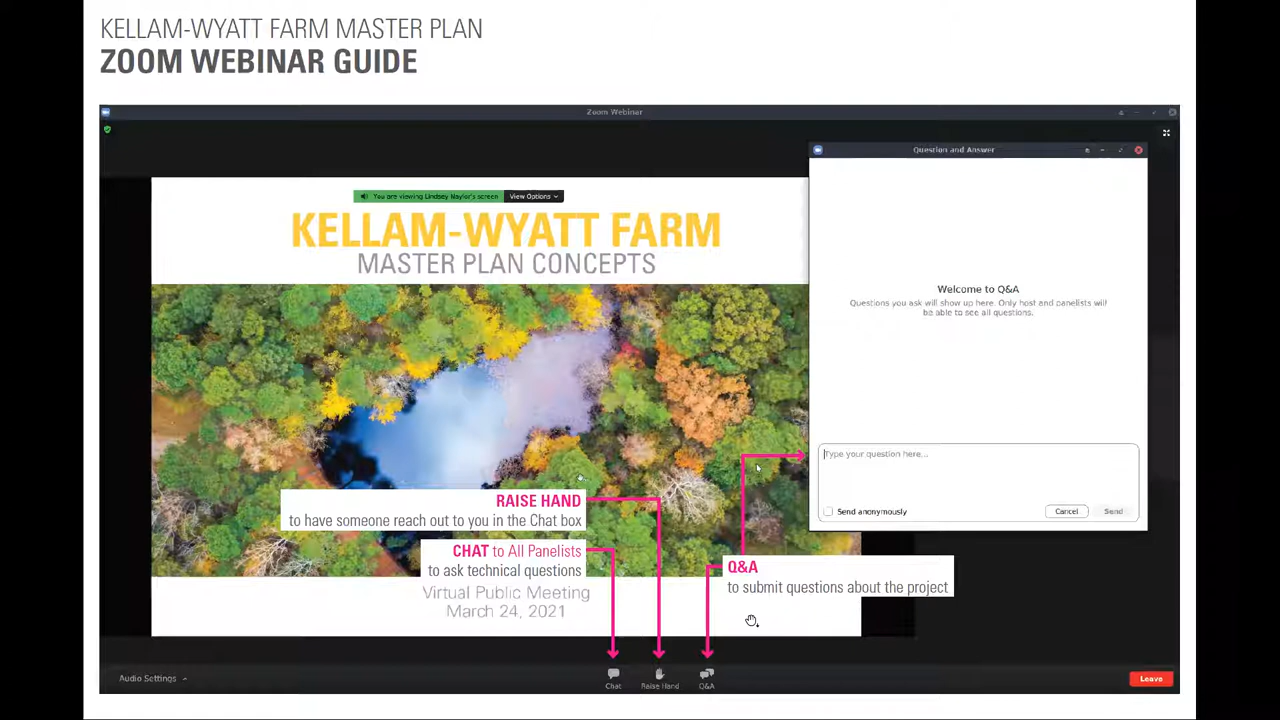 KELLAM-WYATT FARM MASTER PLAN
ZOOM WEBINAR GUIDE
Zoom Webinar
Question and Answer
You are viewing Lindsey Naylor's screen
View Options
KELLAM-WYATT FARM
MASTER PLAN CONCEPTS
Welcome to Q&A
Questions you ask will show up here. Only host and panelists will
be able to see all questions.
Type your question here...
Send anonymously
Cancel
Send
RAISE HAND
to have someone reach out to you in the Chat box
CHAT to All Panelists
to ask technical questions
Q&A
to submit questions about the project
Virtual Public Meeting
March 24, 2021
Audio Settings
Chat
Raise Hand
Q&A
Leave